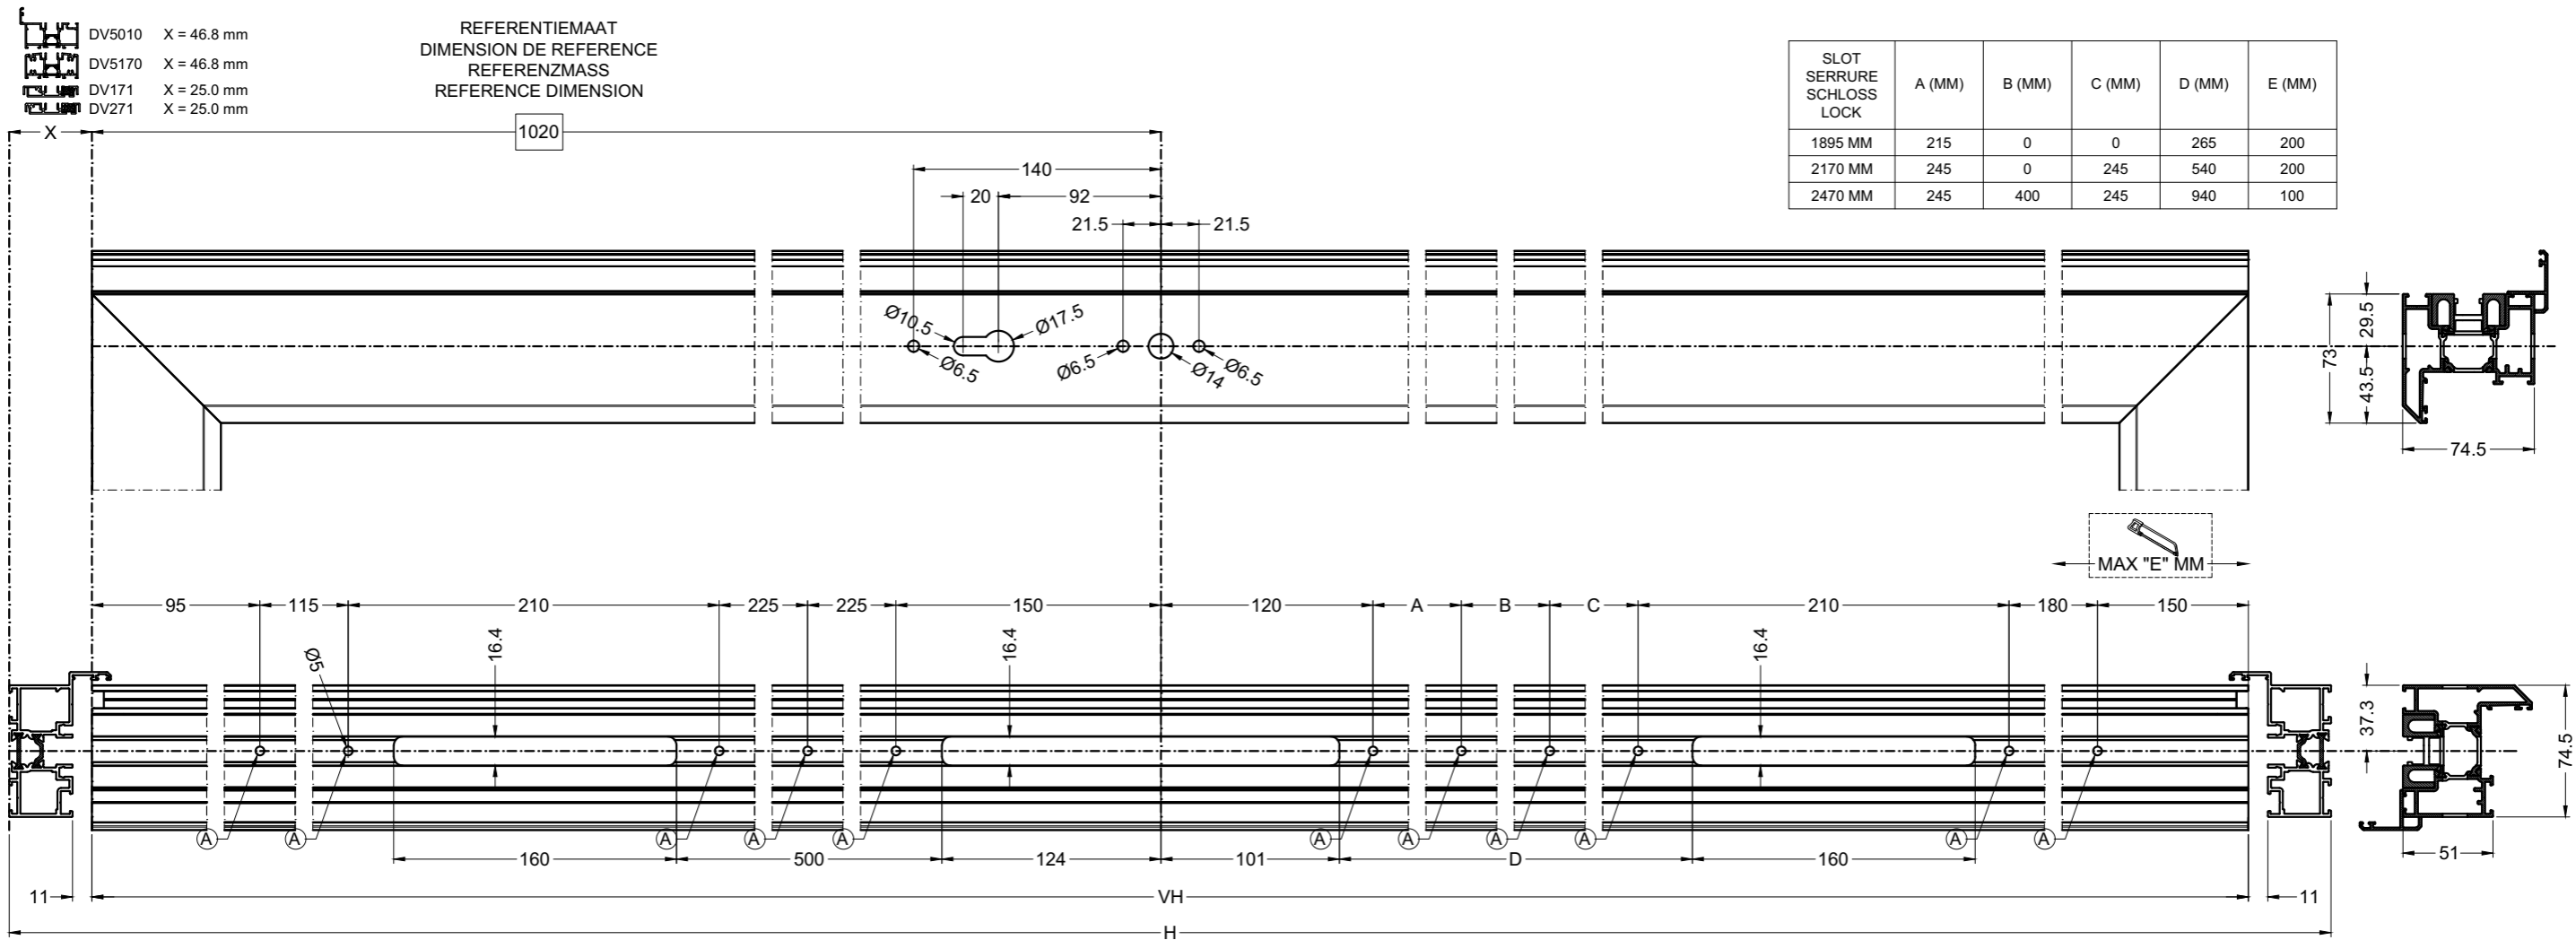 DV5010 X = 46.8 mm
DV5170 X = 46.8 mm
DV171 X = 25.0 mm
DV271 X = 25.0 mm
REFERENTIEMAAT
DIMENSION DE REFERENCE
REFERENZMASS
REFERENCE DIMENSION
SLOT
SERRURE
SCHLOSS
LOCK
A (MM) B (MM) C (MM) D (MM) E (MM)
1895 MM 215 0 0 265 200
2170 MM 245 0 245 540 200
2470 MM 245 400 245 940 100
X 1020
140
20 92
21.5 21.5
Ø10.5 Ø17.5
Ø6.5 Ø6.5 Ø14 Ø6.5
29.5
73
43.5
74.5
MAX "E" MM
95 115 210 225 225 150 120 A B C 210 180 150
Ø5 16.4 16.4 16.4
37.3
74.5
A A A A A A A A A A A
160 500 124 101 D 160
51
11 VH 11
H